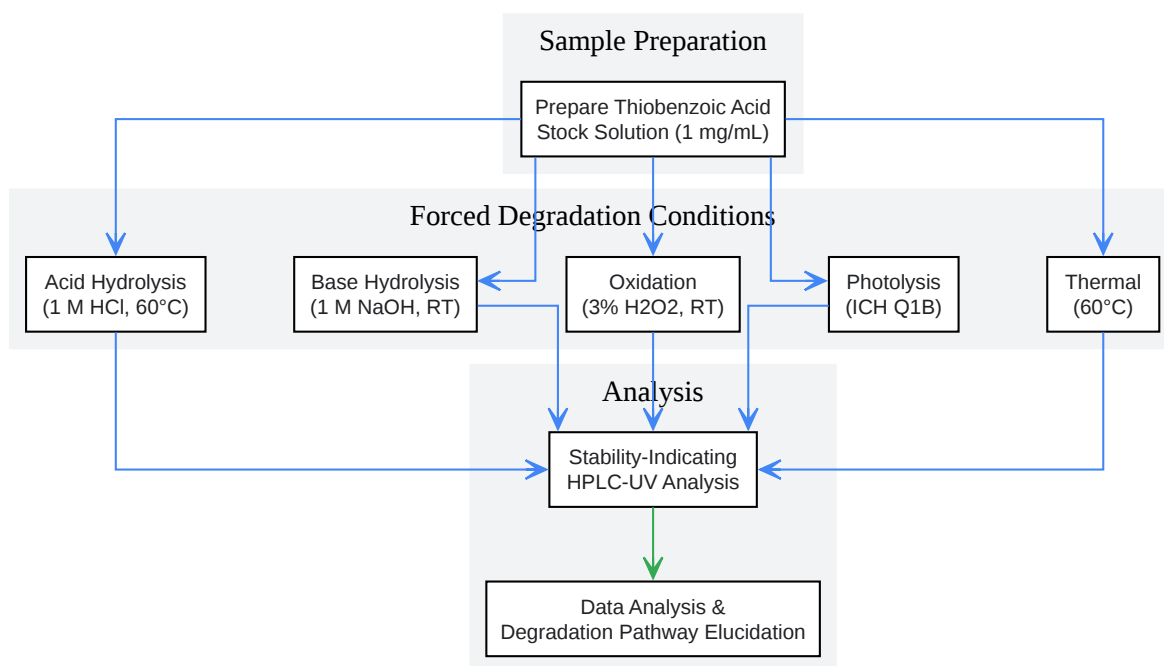 Sample Preparation
Prepare Thiobenzoic Acid
Stock Solution (1 mg/mL)
Forced Degradation Conditions
Acid Hydrolysis
(1 M HCl, 60°C)
Base Hydrolysis
(1 M NaOH, RT)
Oxidation
(3% H2O2, RT)
Photolysis
(ICH Q1B)
Thermal
(60°C)
Analysis
Stability-Indicating
HPLC-UV Analysis
Data Analysis &
Degradation Pathway Elucidation